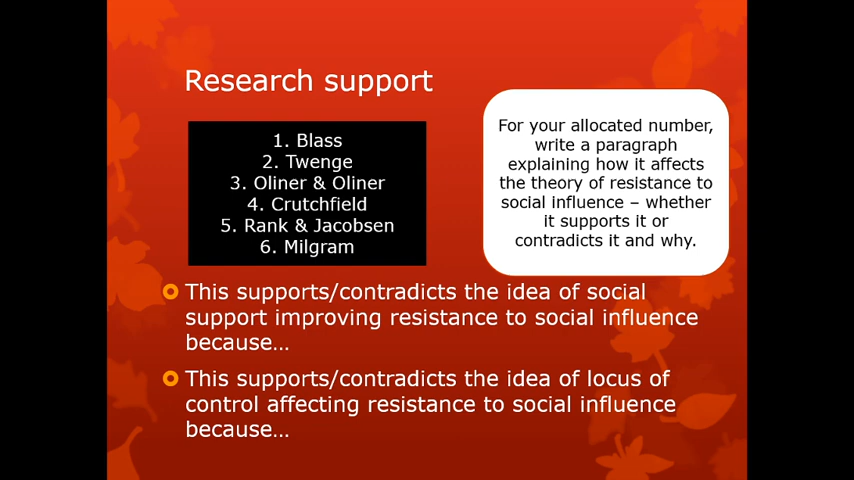 Research support
1. Blass
2. Twenge
3. Oliner & Oliner
4. Crutchfield
5. Rank & Jacobsen
6. Milgram
For your allocated number,
write a paragraph
explaining how it affects
the theory of resistance to
social influence – whether
it supports it or
contradicts it and why.
This supports/contradicts the idea of social
support improving resistance to social influence
because…
This supports/contradicts the idea of locus of
control affecting resistance to social influence
because…